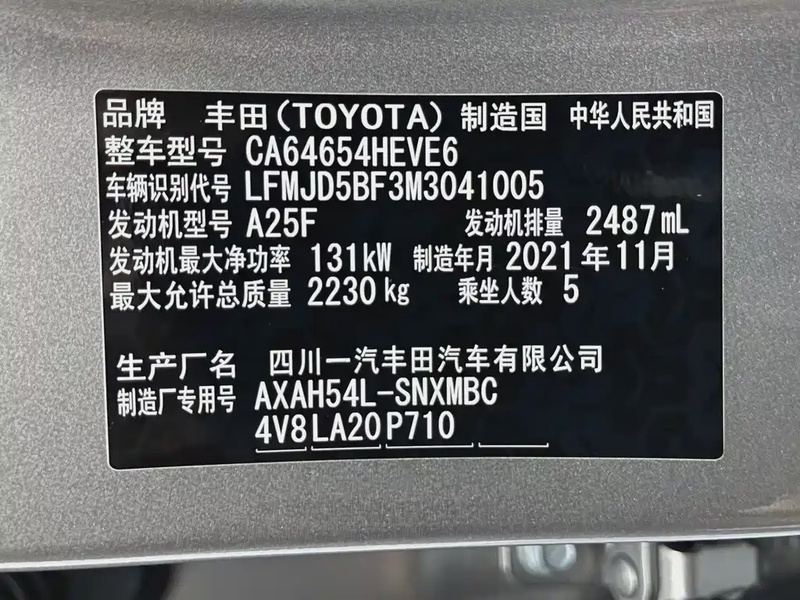 品牌 丰田(TOYOTA) 制造国 中华人民共和国
整车型号 CA64654HEVE6
车辆识别代号 LFMJD5BF3M3041005
发动机型号 A25F 发动机排量 2487mL
发动机最大净功率 131kW 制造年月 2021年11月
最大允许总质量 2230kg 乘坐人数 5
生产厂名 四川一汽丰田汽车有限公司
制造厂专用号 AXAH54L-SNXMBC
4V8 LA20 P710